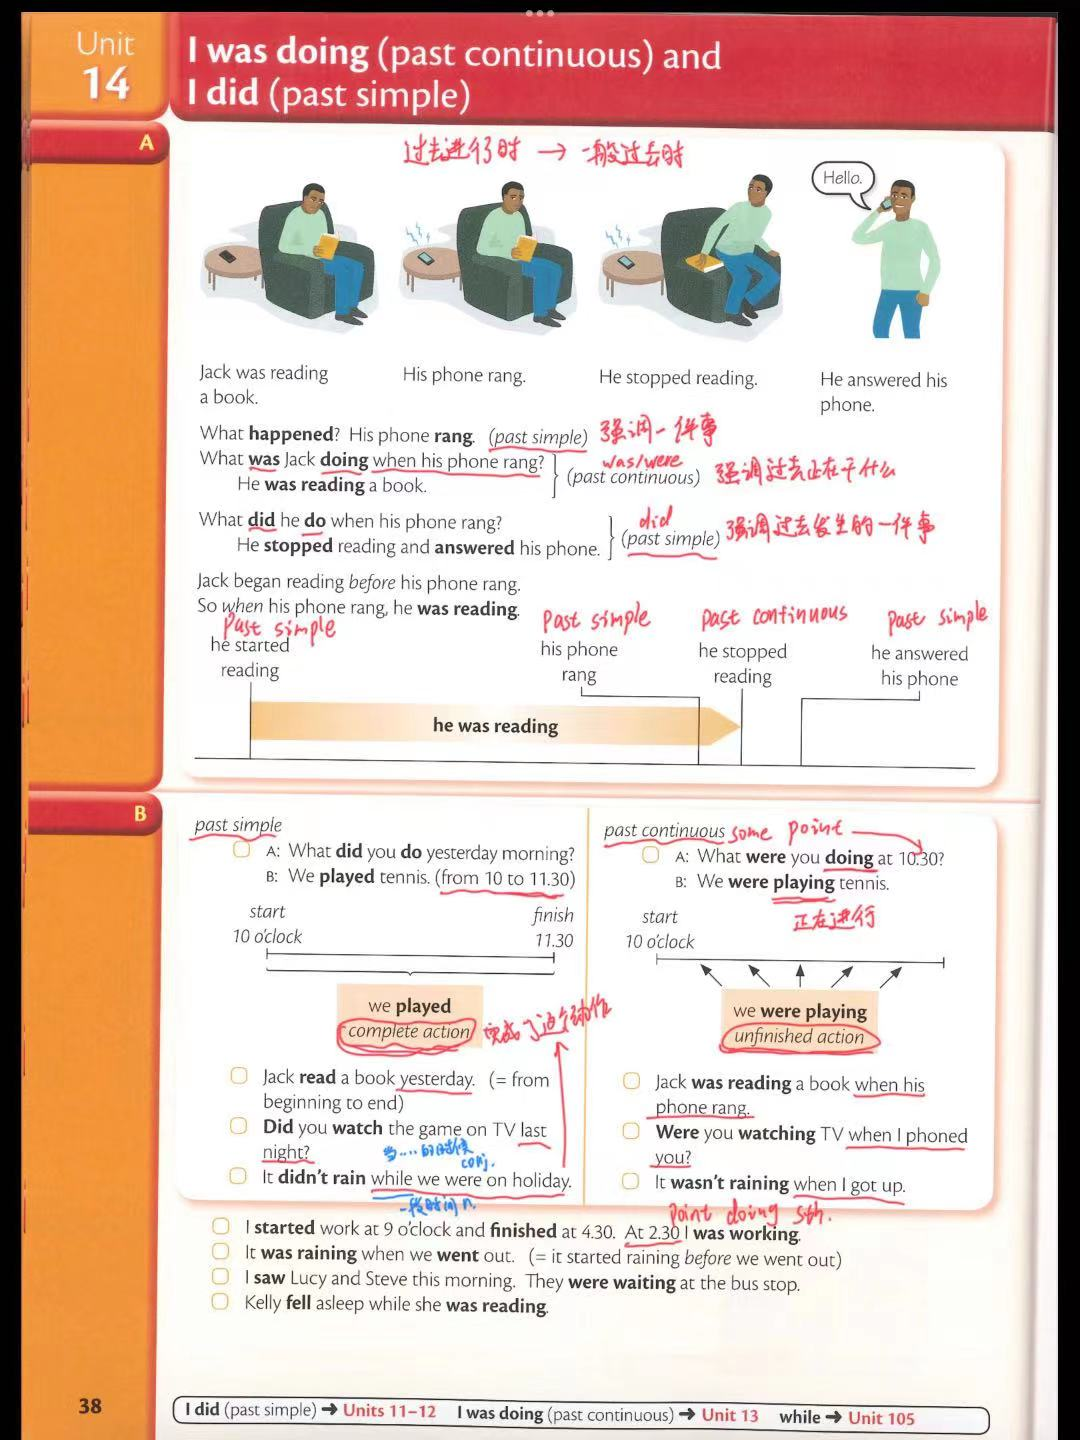 Unit
14
I was doing (past continuous) and
I did (past simple)
A
过去进行时 → 一般过去时
Hello.
Jack was reading
a book.
His phone rang.
He stopped reading.
He answered his
phone.
What happened? His phone rang. (past simple) 强调一件事
What was Jack doing when his phone rang?
He was reading a book.
was/were
(past continuous) 强调过去正在干什么
What did he do when his phone rang?
He stopped reading and answered his phone.
did
(past simple) 强调过去发生的一件事
Jack began reading before his phone rang.
So when his phone rang, he was reading.
Past simple
he started
reading
Past simple
his phone
rang
Past continuous
he stopped
reading
Past simple
he answered
his phone
he was reading
B
past simple
A: What did you do yesterday morning?
B: We played tennis. (from 10 to 11.30)
start
10 o'clock
finish
11.30
we played
complete action 完成了这个动作
Jack read a book yesterday. (= from
beginning to end)
Did you watch the game on TV last
night?
当....的时候
conj.
It didn't rain while we were on holiday.
一段时间 n.
past continuous some point
A: What were you doing at 10.30?
B: We were playing tennis.
正在进行
start
10 o'clock
we were playing
unfinished action
Jack was reading a book when his
phone rang.
Were you watching TV when I phoned
you?
It wasn't raining when I got up.
Point doing sth.
I started work at 9 o'clock and finished at 4.30. At 2.30 I was working.
It was raining when we went out. (= it started raining before we went out)
I saw Lucy and Steve this morning. They were waiting at the bus stop.
Kelly fell asleep while she was reading.
38
I did (past simple) ➜ Units 11–12 I was doing (past continuous) ➜ Unit 13 while ➜ Unit 105